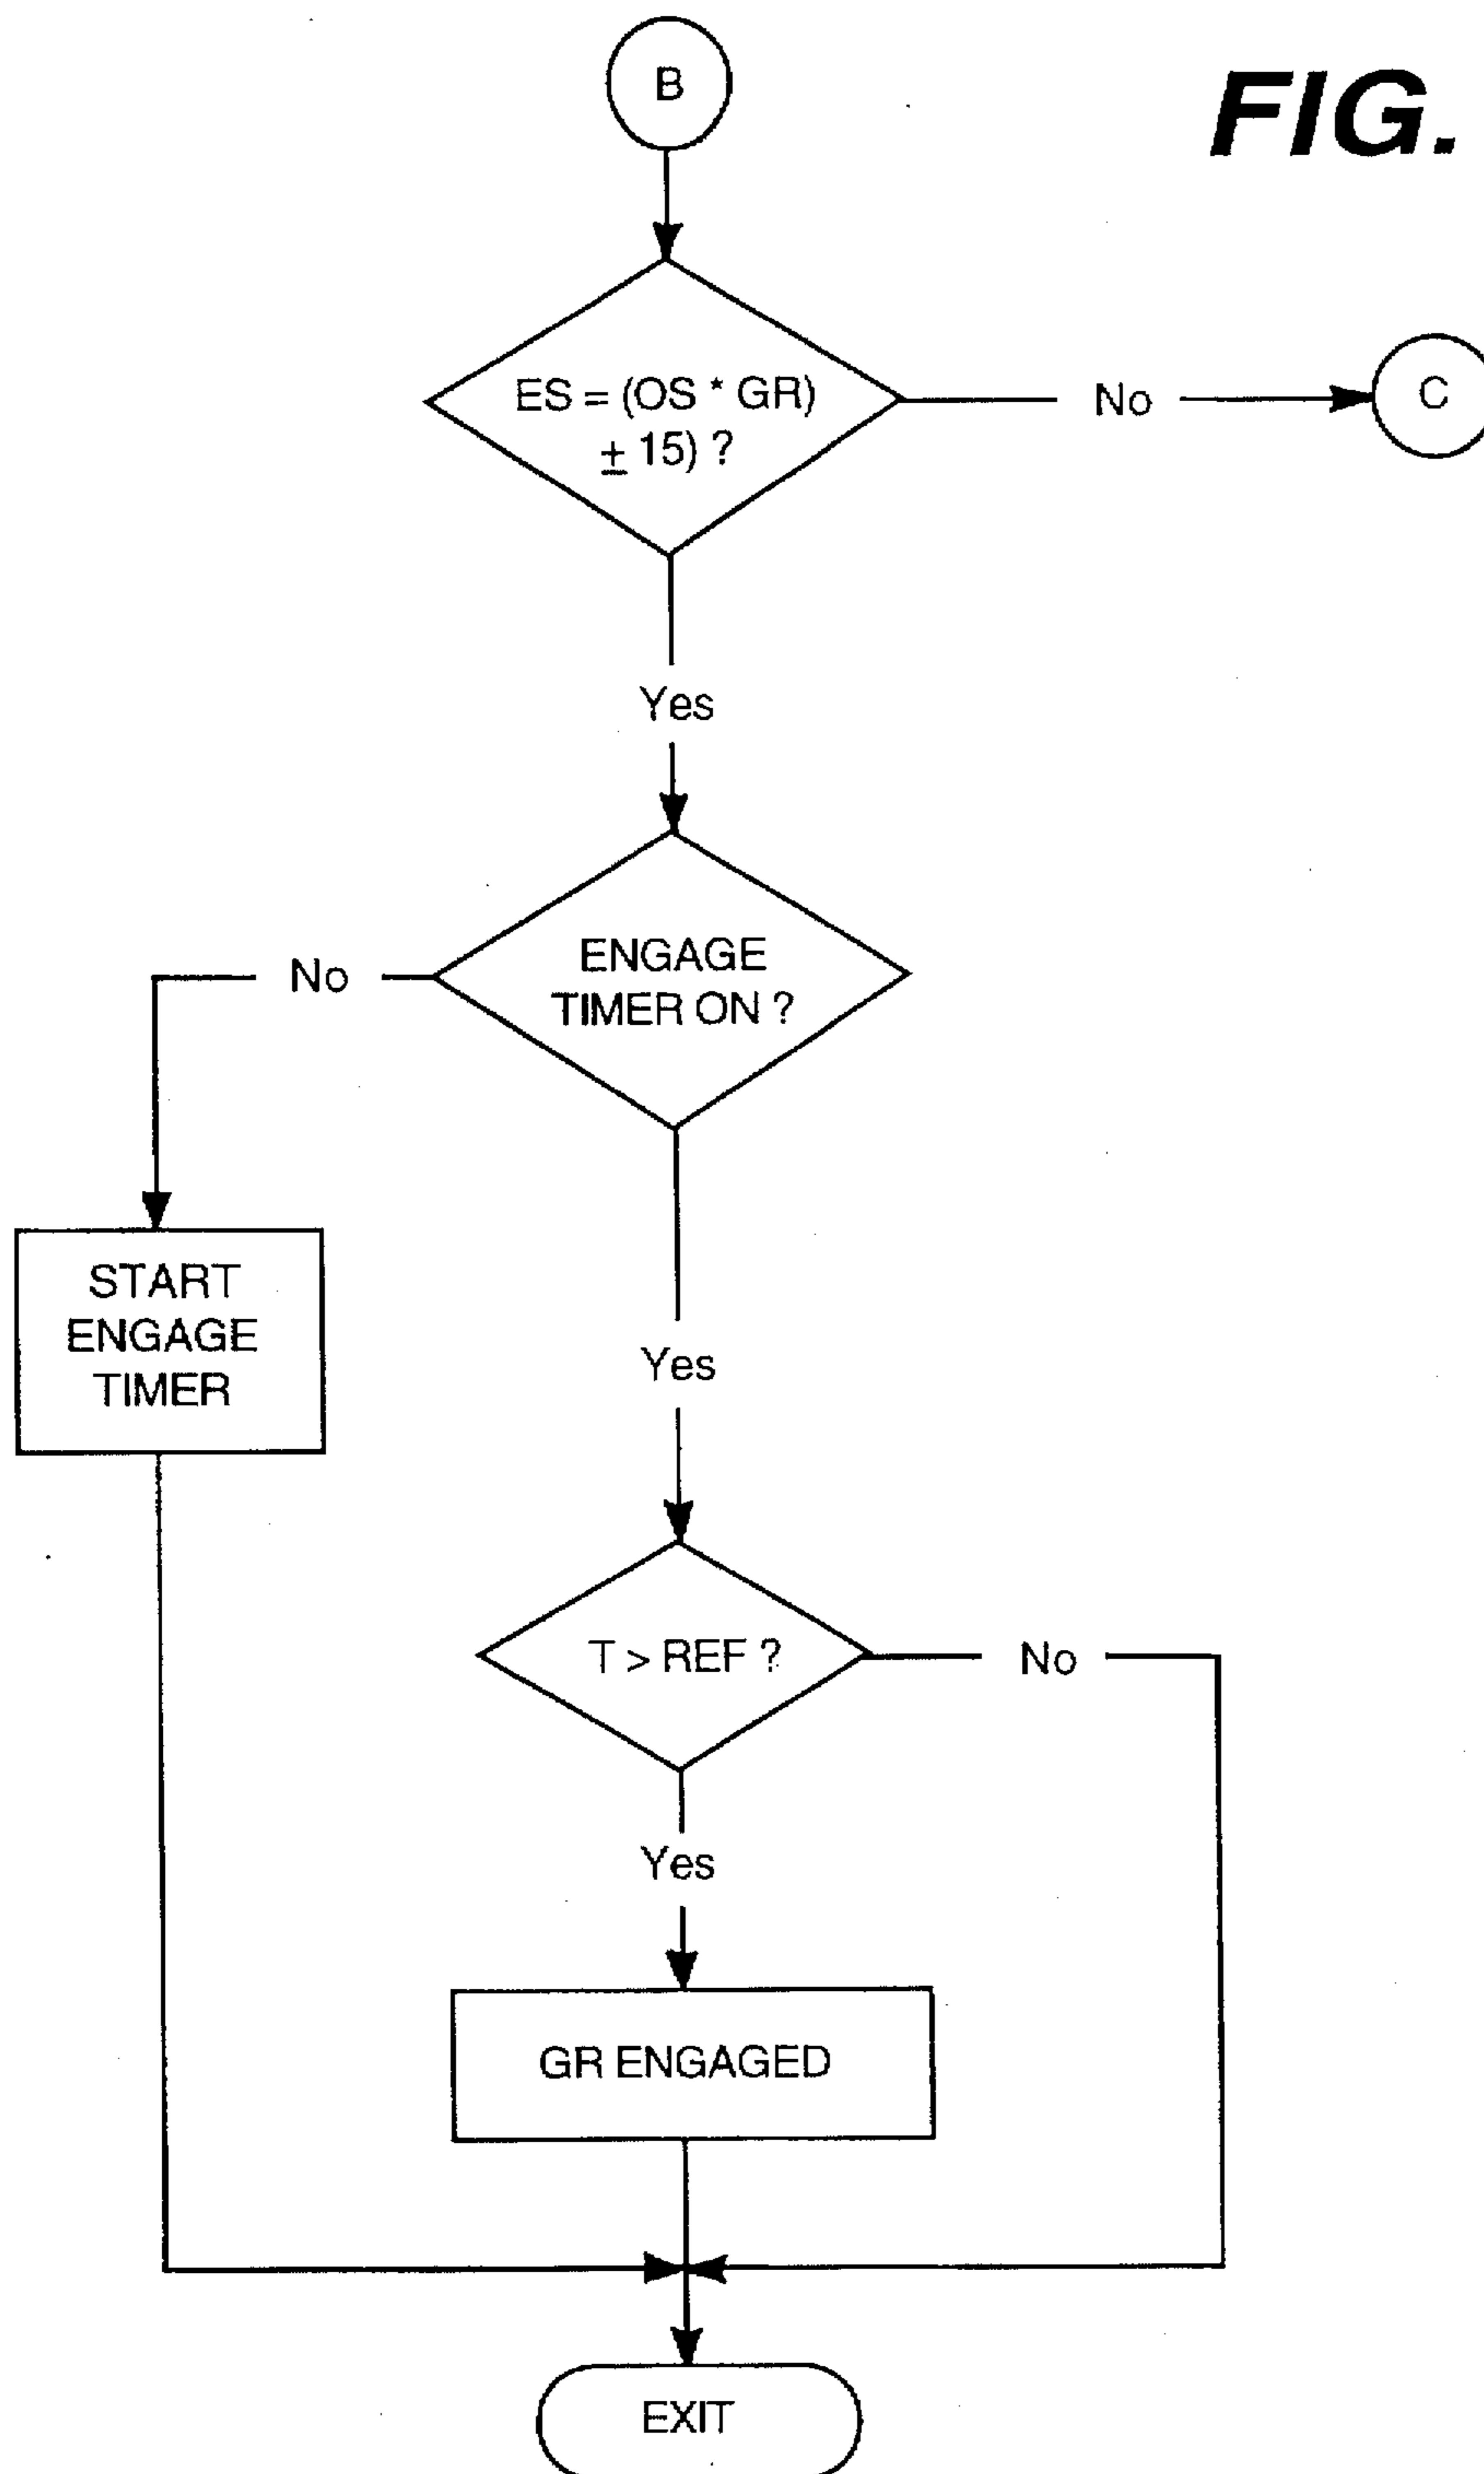 B
FIG.
ES = (OS * GR)
± 15) ?
No
C
Yes
ENGAGE
TIMER ON ?
No
START
ENGAGE
TIMER
Yes
T > REF ?
No
Yes
GR ENGAGED
EXIT